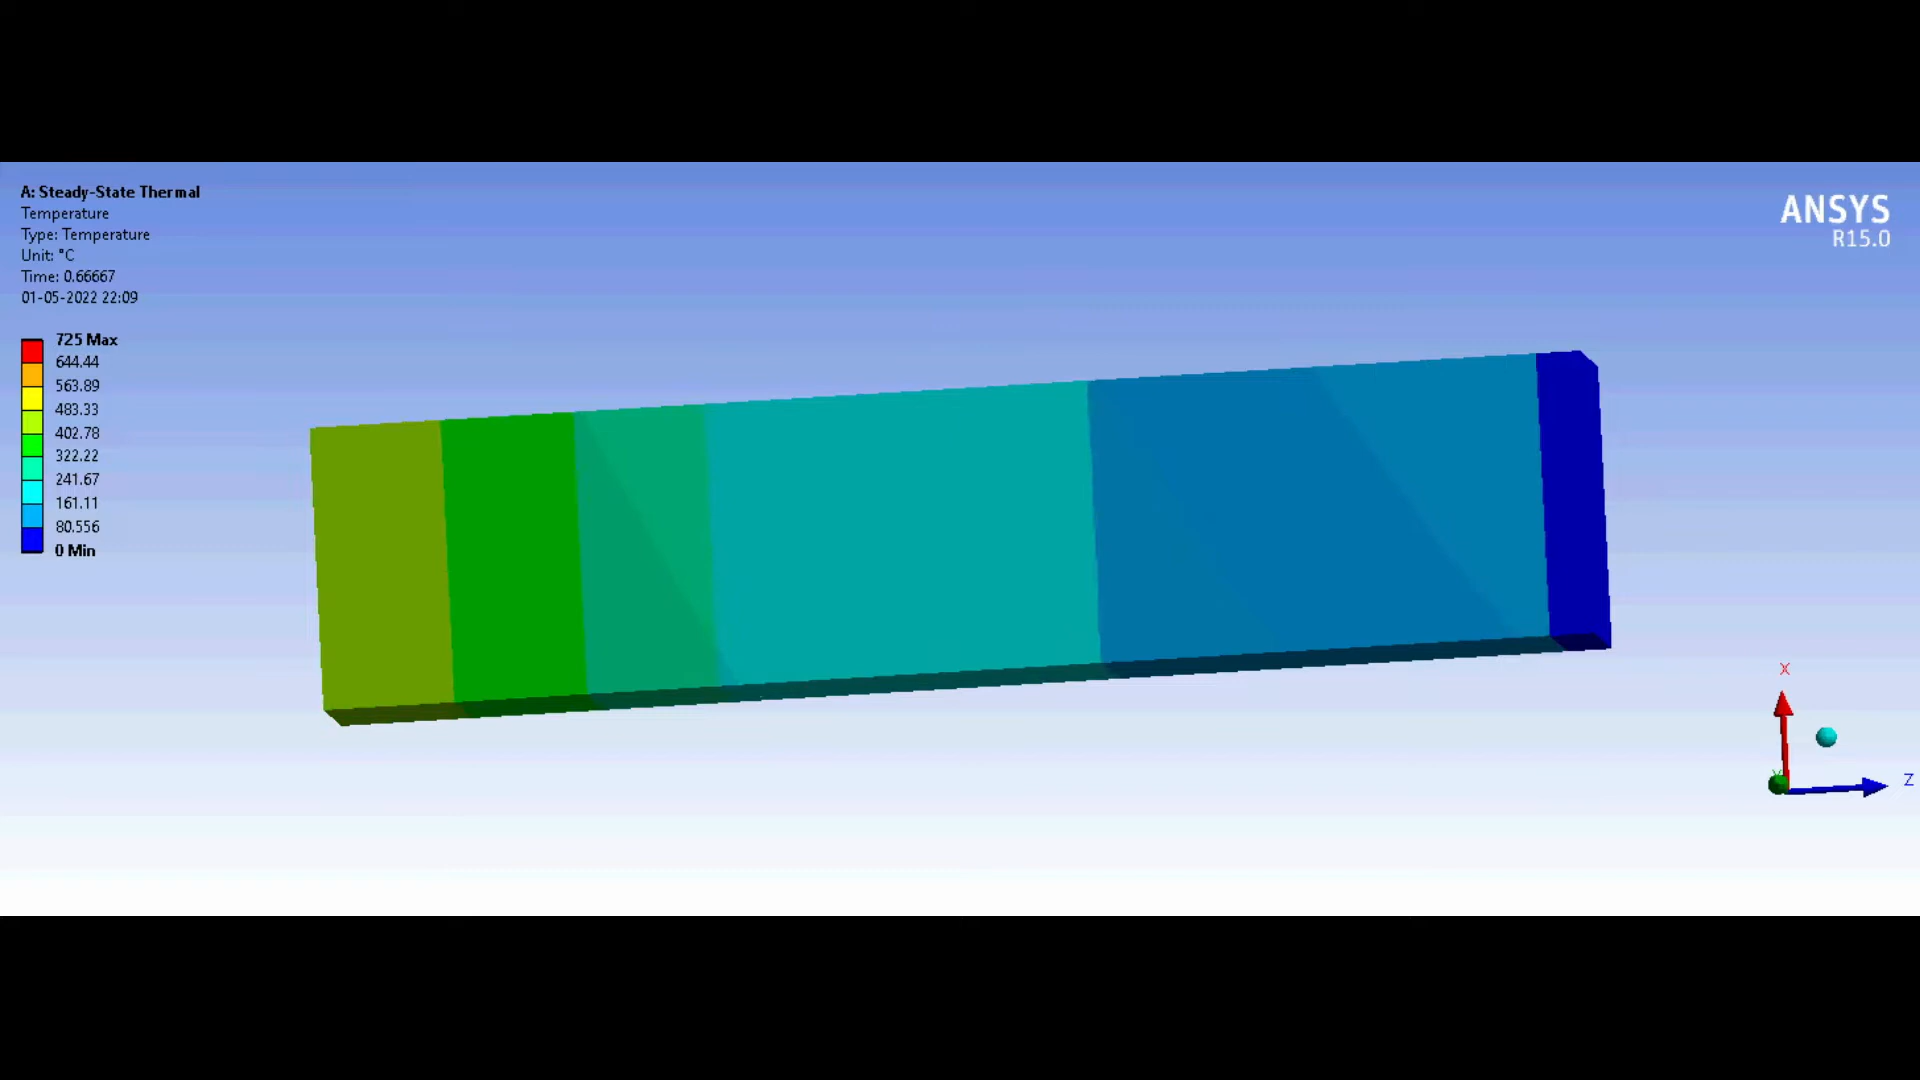 A: Steady-State Thermal
Temperature
Type: Temperature
Unit: °C
Time: 0.66667
01-05-2022 22:09
725 Max
644.44
563.89
483.33
402.78
322.22
241.67
161.11
80.556
0 Min
ANSYS
R15.0
X
Y
Z